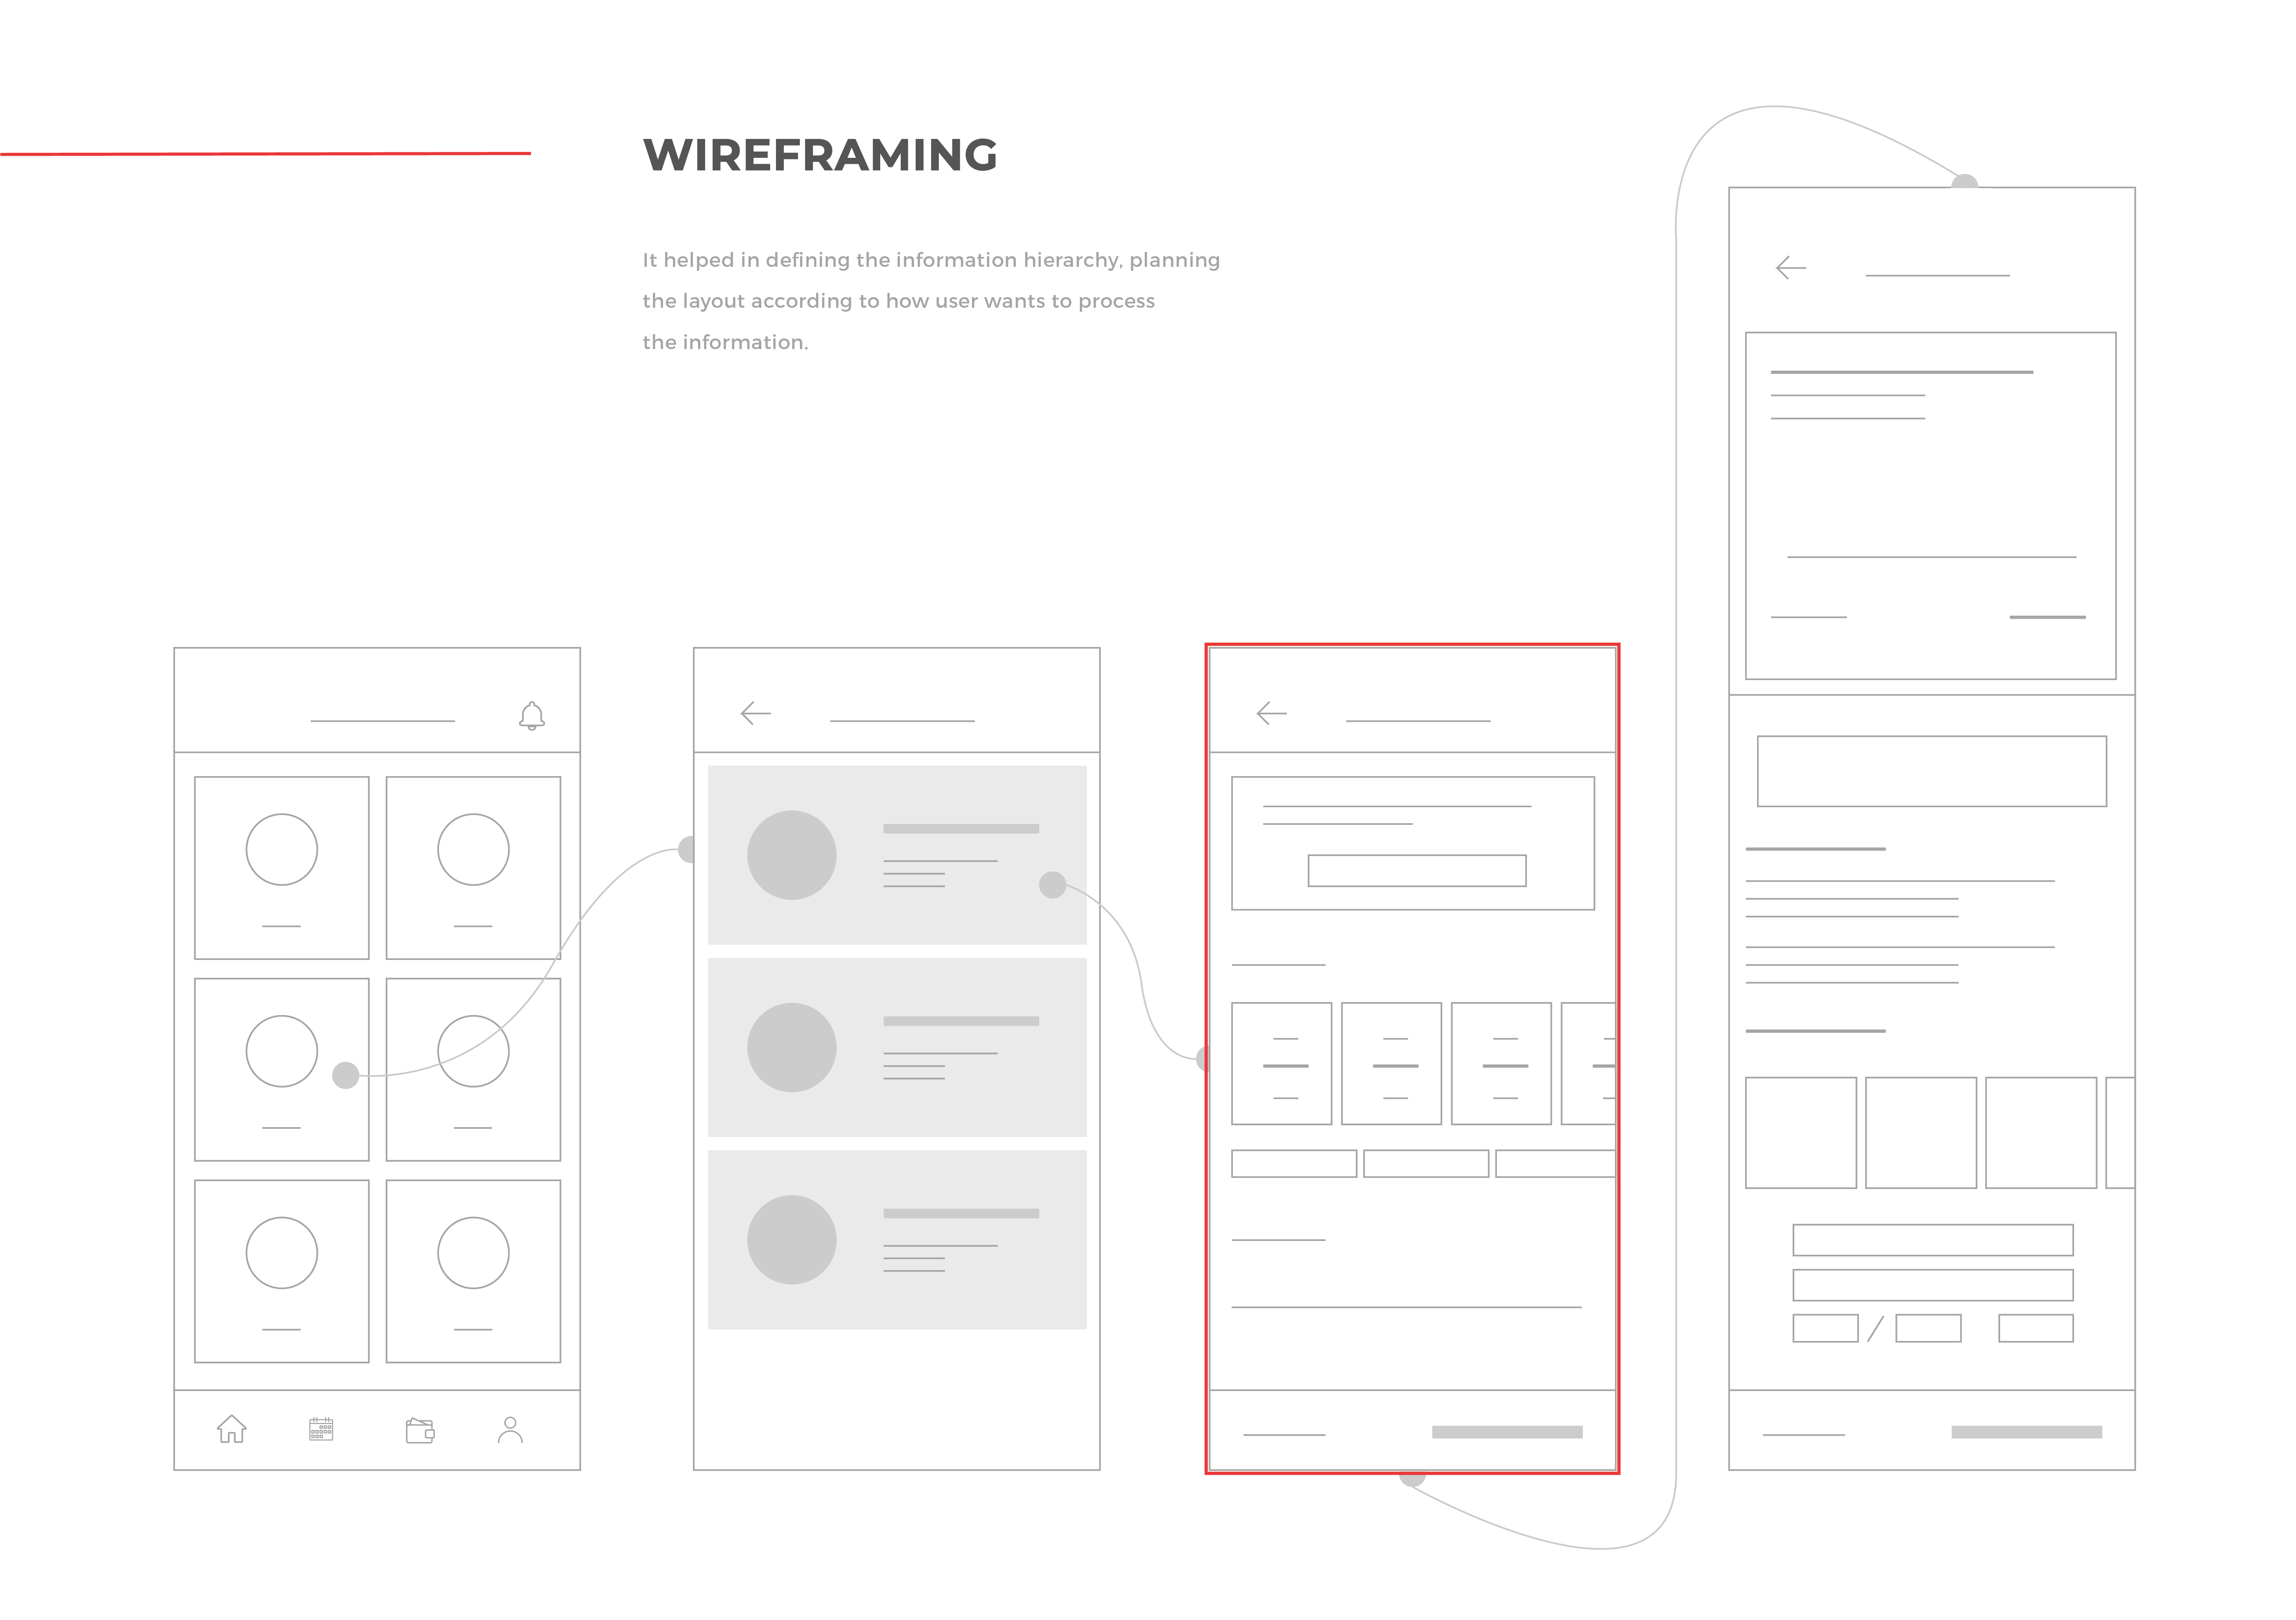 WIREFRAMING
It helped in defining the information hierarchy, planning
the layout according to how user wants to process
the information.